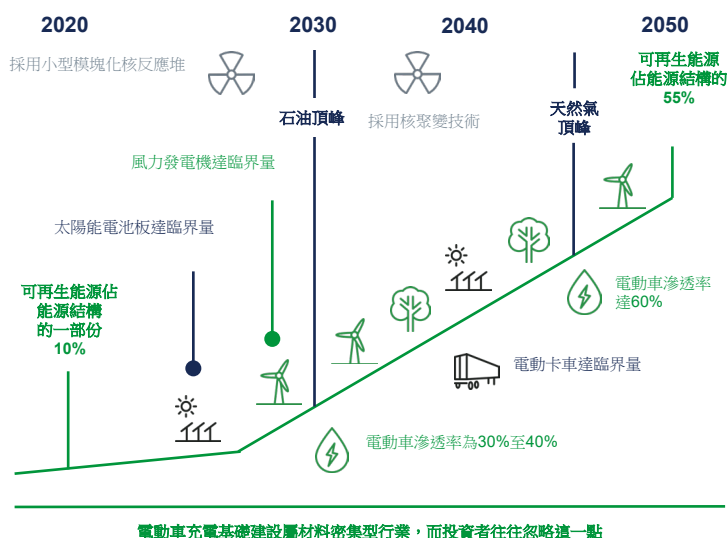 2020
2030
2040
2050
採用小型模塊化核反應堆
可再生能源
佔能源結構的
55%
石油頂峰
採用核聚變技術
天然氣
頂峰
風力發電機達臨界量
太陽能電池板達臨界量
可再生能源佔
能源結構
的一部份
10%
電動車滲透率
達60%
電動卡車達臨界量
電動車滲透率為30%至40%
電動車充電基礎建設屬材料密集型行業，而投資者往往忽略這一點